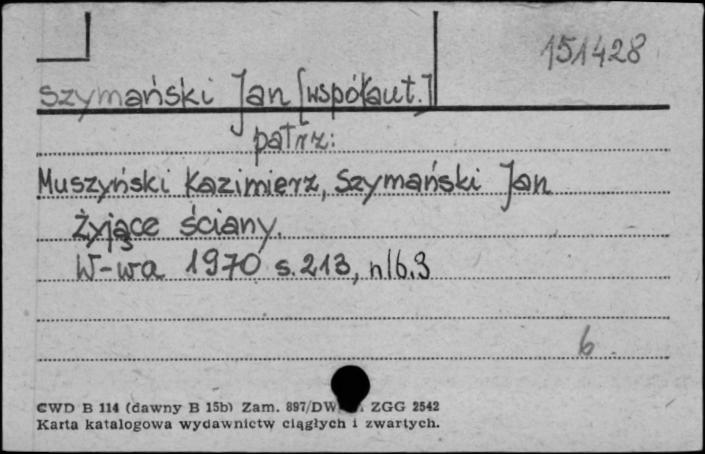 151428
Szymański Jan [współaut.]
patrz:
Muszyński Kazimierz, Szymański Jan
Żyjące ściany.
W-wa 1970 s. 213, nlb. 3
6.
CWD B 114 (dawny B 15b) Zam. 897/DW ZGG 2542
Karta katalogowa wydawnictw ciągłych i zwartych.